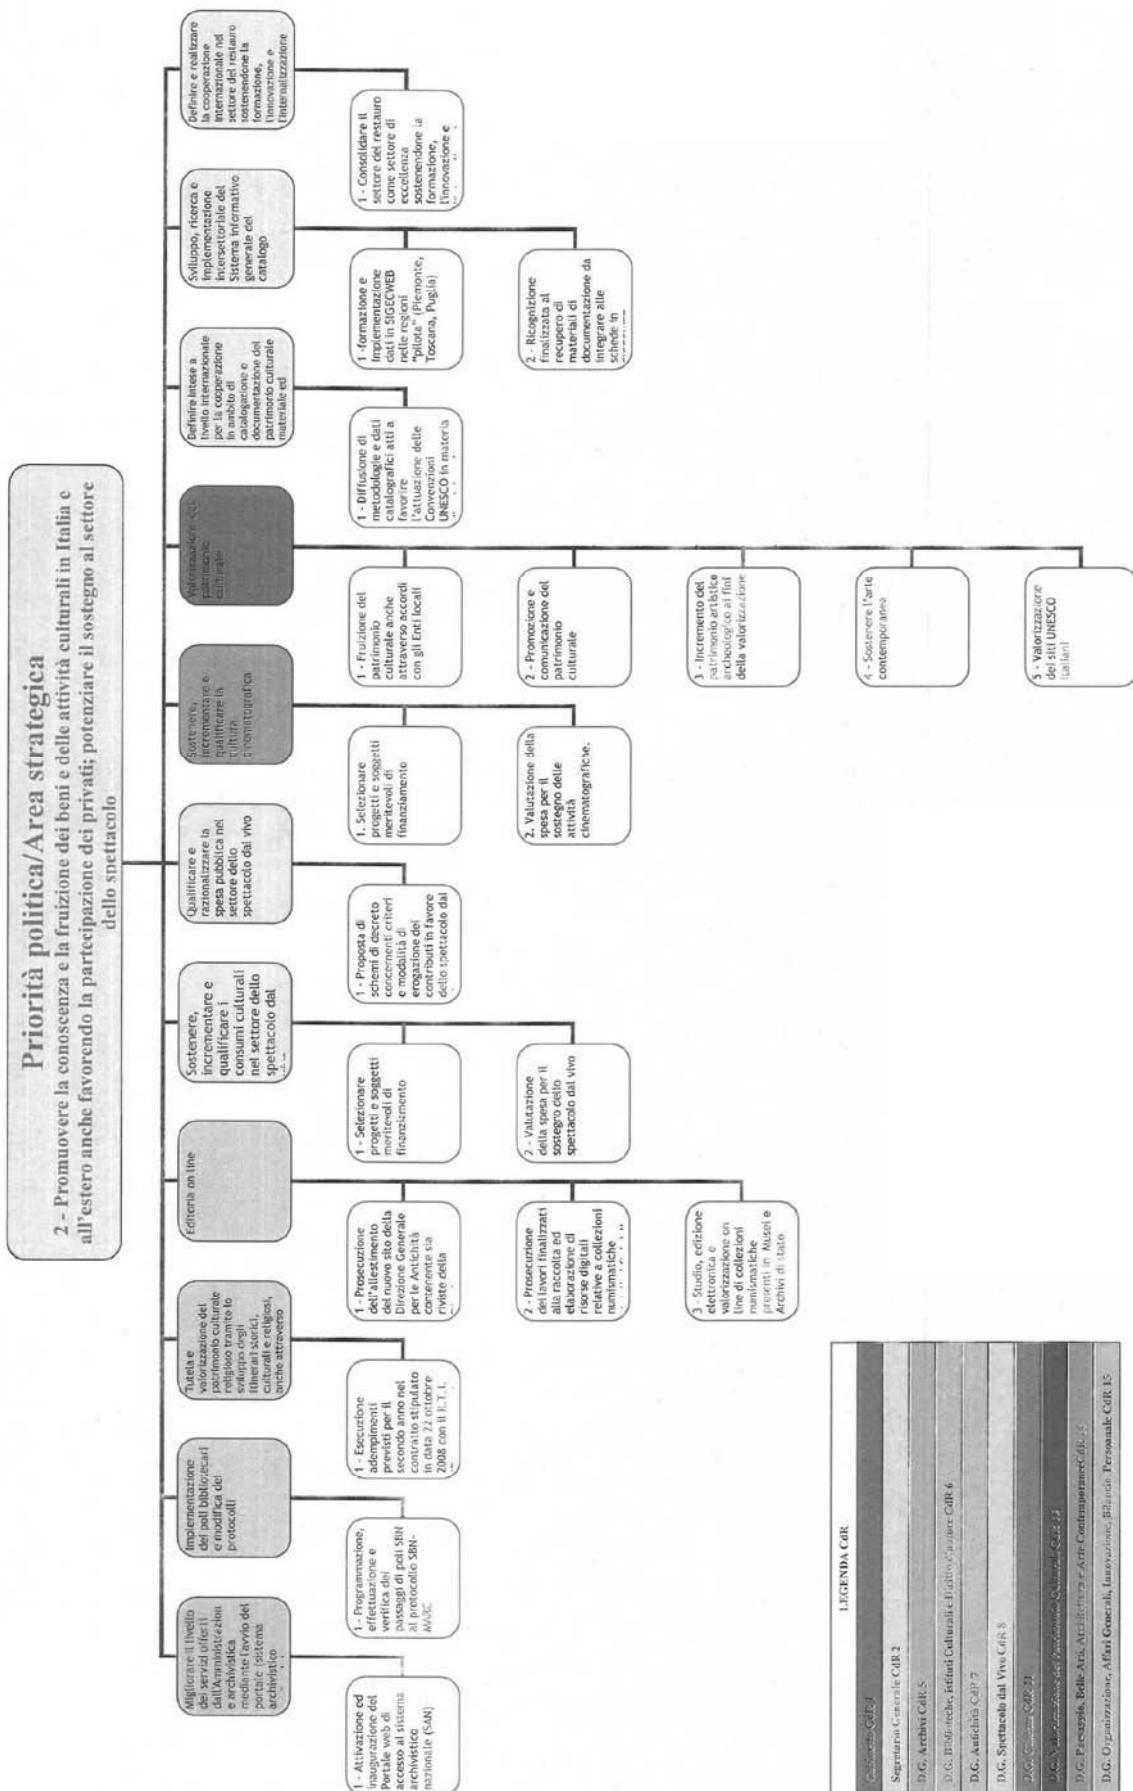 Priorità politica/Area strategica
2 - Promuovere la conoscenza e la fruizione dei beni e delle attività culturali in Italia e
all'estero anche favorendo la partecipazione dei privati; potenziare il sostegno al settore
dello spettacolo
Migliorare il livello
dei servizi offerti
dall'Amministrazion
e archivistica
mediante l'avvio del
portale (sistema
archivistico
1 - Attivazione ed
inaugurazione del
Portale web di
accesso al sistema
archivistico
nazionale (SAN)
Implementazione
dei poli bibliotecari
e modifica dei
protocolli
1 - Programmazione,
effettuazione e
verifica dei
passaggi di poli SBN
al protocollo SBN-
MARC
Tutela e
valorizzazione del
patrimonio culturale
religioso tramite lo
sviluppo degli
itinerari storici,
culturali e religiosi,
anche attraverso
1 - Esecuzione
adempimenti
previsti per il
secondo anno nel
contratto stipulato
in data 22 ottobre
2008 con il R.T.I.
Editoria on line
1 - Prosecuzione
dell'allestimento
del nuovo sito della
Direzione Generale
per le Antichità
contenente sia
riviste della
2 - Prosecuzione
dei lavori finalizzati
alla raccolta ed
elaborazione di
risorse digitali
relative a collezioni
numismatiche
3 - Studio, edizione
elettronica e
valorizzazione on
line di collezioni
numismatiche
presenti in Musei e
Archivi di stato
Sostenere,
incrementare e
qualificare i
consumi culturali
nel settore dello
spettacolo dal
1 - Selezionare
progetti e soggetti
meritevoli di
finanziamento
2 - Valutazione
della spesa per il
sostegno dello
spettacolo dal vivo
Qualificare e
razionalizzare la
spesa pubblica nel
settore dello
spettacolo dal vivo
1 - Proposta di
schemi di decreto
concernenti criteri
e modalità di
erogazione dei
contributi in favore
dello spettacolo dal
Sostenere,
incrementare e
qualificare la
cultura
cinematografica
1. Selezionare
progetti e soggetti
meritevoli di
finanziamento
2. Valutazione della
spesa per il
sostegno delle
attività
cinematografiche.
Valorizzazione del
patrimonio
culturale
1 - Fruizione del
patrimonio
culturale anche
attraverso accordi
con gli Enti locali
2 - Promozione e
comunicazione del
patrimonio
culturale
3 - Incremento del
patrimonio artistico
archeologico ai fini
della valorizzazione
4 - Sostenere l'arte
contemporanea
5 - Valorizzazione
dei siti UNESCO
italiani
Definire intese a
livello internazionale
per la cooperazione
in ambito di
catalogazione e
documentazione del
patrimonio culturale
materiale ed
1 - Diffusione di
metodologie e dati
catalografici atti a
favorire
l'attuazione delle
Convenzioni
UNESCO in materia
Sviluppo, ricerca e
implementazione
intersettoriale del
Sistema informativo
generale del
catalogo
1 -formazione e
implementazione
dati in SIGECWEB
nelle regioni
"pilota" (Piemonte,
Toscana, Puglia)
2 - Ricognizione
finalizzata al
recupero di
materiali di
documentazione da
integrare alle
schede in
Definire e realizzare
la cooperazione
internazionale nel
settore del restauro
sostenendone la
formazione,
l'innovazione e
l'internalizzazione
1 - Consolidare il
settore del restauro
come settore di
eccellenza
sostenendone la
formazione,
l'innovazione e
LEGENDA CdR
Gabinetto CdR 1
Segretario Generale CdR 2
D.G. Archivi CdR 5
D.G. Biblioteche, istituti Culturali e Diritto d'autore CdR 6
D.G. Antichità CdR 7
D.G. Spettacolo dal Vivo CdR 8
D.G. Cinema CdR 11
D.G. Valorizzazione del Patrimonio Culturale CdR
D.G. Paesaggio, Belle Arti, Architettura e Arte Contemporanee CdR
D.G. Organizzazione, Affari Generali, Innovazione, Bilancio, Personale CdR 15